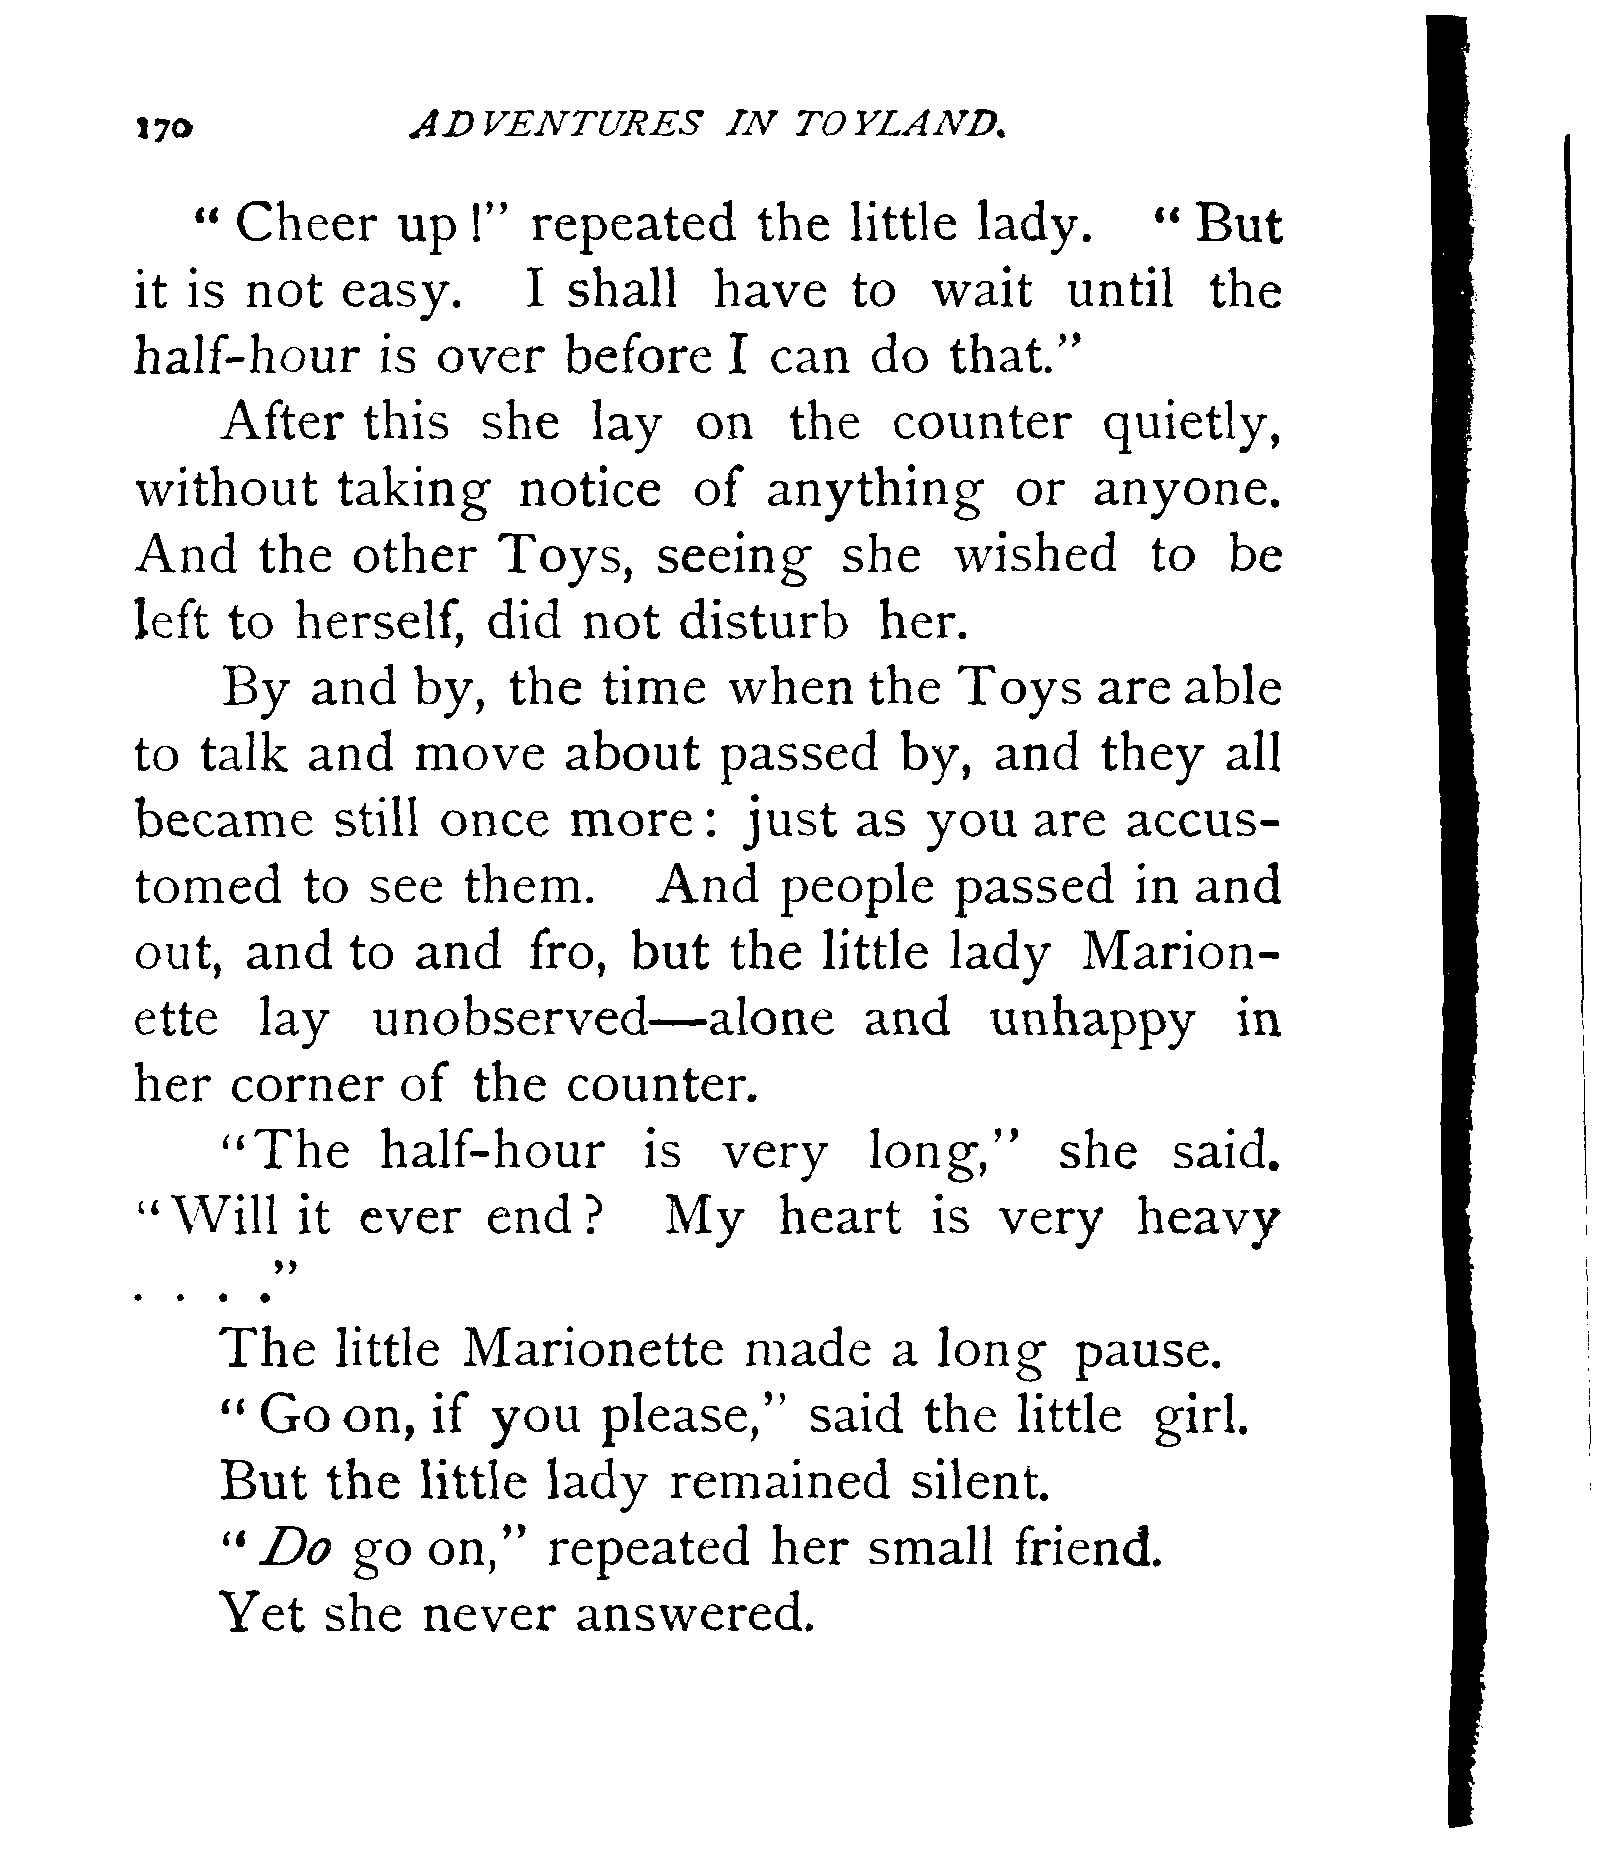 170 ADVENTURES IN TOYLAND.
"Cheer up!" repeated the little lady. "But
it is not easy. I shall have to wait until the
half-hour is over before I can do that."
After this she lay on the counter quietly,
without taking notice of anything or anyone.
And the other Toys, seeing she wished to be
left to herself, did not disturb her.
By and by, the time when the Toys are able
to talk and move about passed by, and they all
became still once more: just as you are accus-
tomed to see them. And people passed in and
out, and to and fro, but the little lady Marion-
ette lay unobserved—alone and unhappy in
her corner of the counter.
"The half-hour is very long," she said.
"Will it ever end? My heart is very heavy
. . . ."
The little Marionette made a long pause.
"Go on, if you please," said the little girl.
But the little lady remained silent.
"Do go on," repeated her small friend.
Yet she never answered.